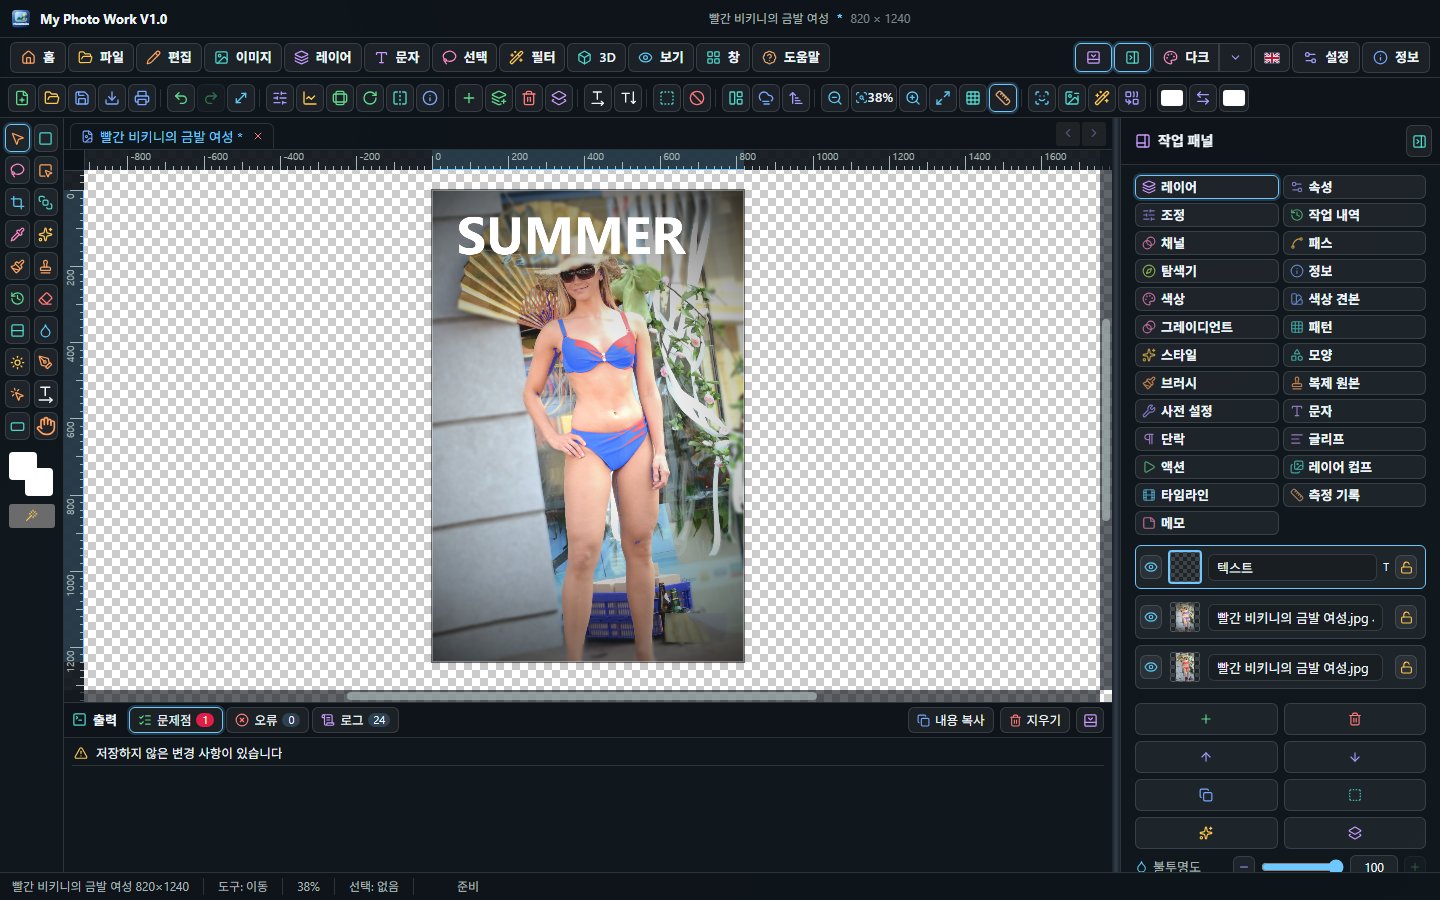 My Photo Work V1.0
빨간 비키니의 금발 여성 * 820 × 1240
홈 파일 편집 이미지 레이어 문자 선택 필터 3D 보기 창 도움말 다크 설정 정보
38%
빨간 비키니의 금발 여성 * ×
-800 -600 -400 -200 0 200 400 600 800 1000 1200 1400 1600
0
200
400
600
800
1000
1200
SUMMER
작업 패널
레이어 속성
조정 작업 내역
채널 패스
탐색기 정보
색상 색상 견본
그레이디언트 패턴
스타일 모양
브러시 복제 원본
사전 설정 문자
단락 글리프
액션 레이어 컴프
타임라인 측정 기록
메모
텍스트 T
빨간 비키니의 금발 여성.jpg
빨간 비키니의 금발 여성.jpg
불투명도 100
출력 문제점 1 오류 0 로그 24 내용 복사 지우기
저장하지 않은 변경 사항이 있습니다
빨간 비키니의 금발 여성 820×1240 도구: 이동 38% 선택: 없음 준비